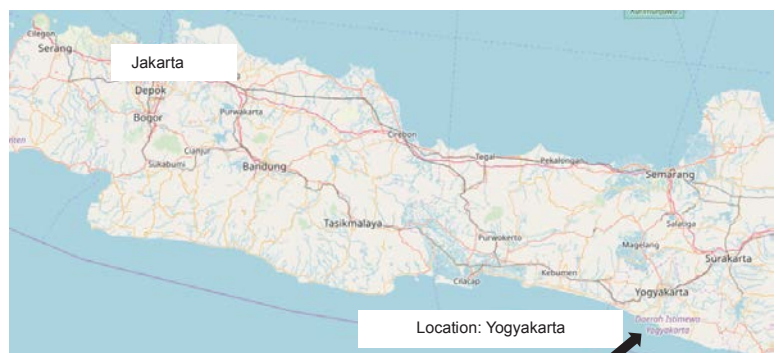 Cilegon
Serang
Jakarta
Depok
Bogor
Purwakarta
Cianjur
Sukabumi
Bandung
Cirebon
Tegal
Pekalongan
Semarang
Tasikmalaya
Salatiga
Purwokerto
Magelang
Surakarta
Cilacap
Kebumen
Yogyakarta
Daerah Istimewa
Yogyakarta
Location: Yogyakarta